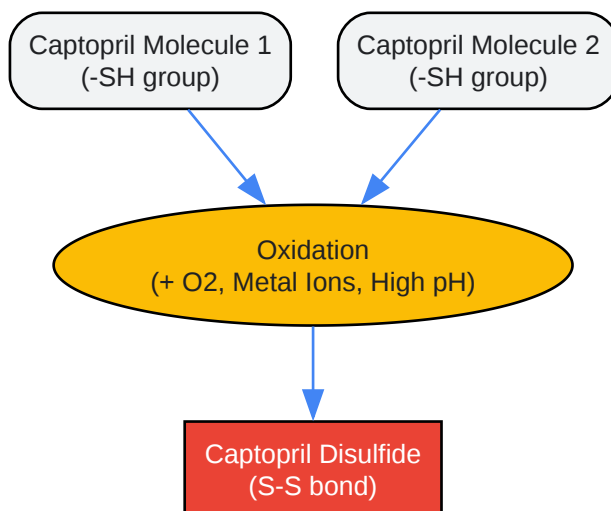 Captopril Molecule 1
(-SH group)
Captopril Molecule 2
(-SH group)
Oxidation
(+ O2, Metal Ions, High pH)
Captopril Disulfide
(S-S bond)